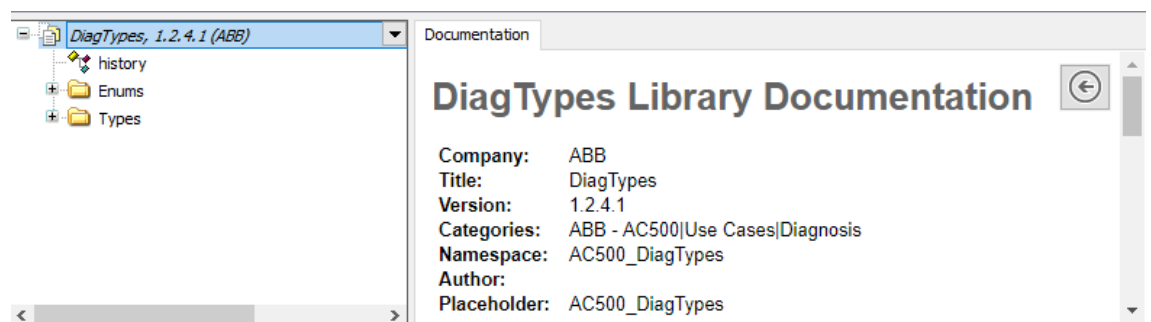 DiagTypes, 1.2.4.1 (ABB)
history
Enums
Types
Documentation
DiagTypes Library Documentation
Company: ABB
Title: DiagTypes
Version: 1.2.4.1
Categories: ABB - AC500|Use Cases|Diagnosis
Namespace: AC500_DiagTypes
Author:
Placeholder: AC500_DiagTypes